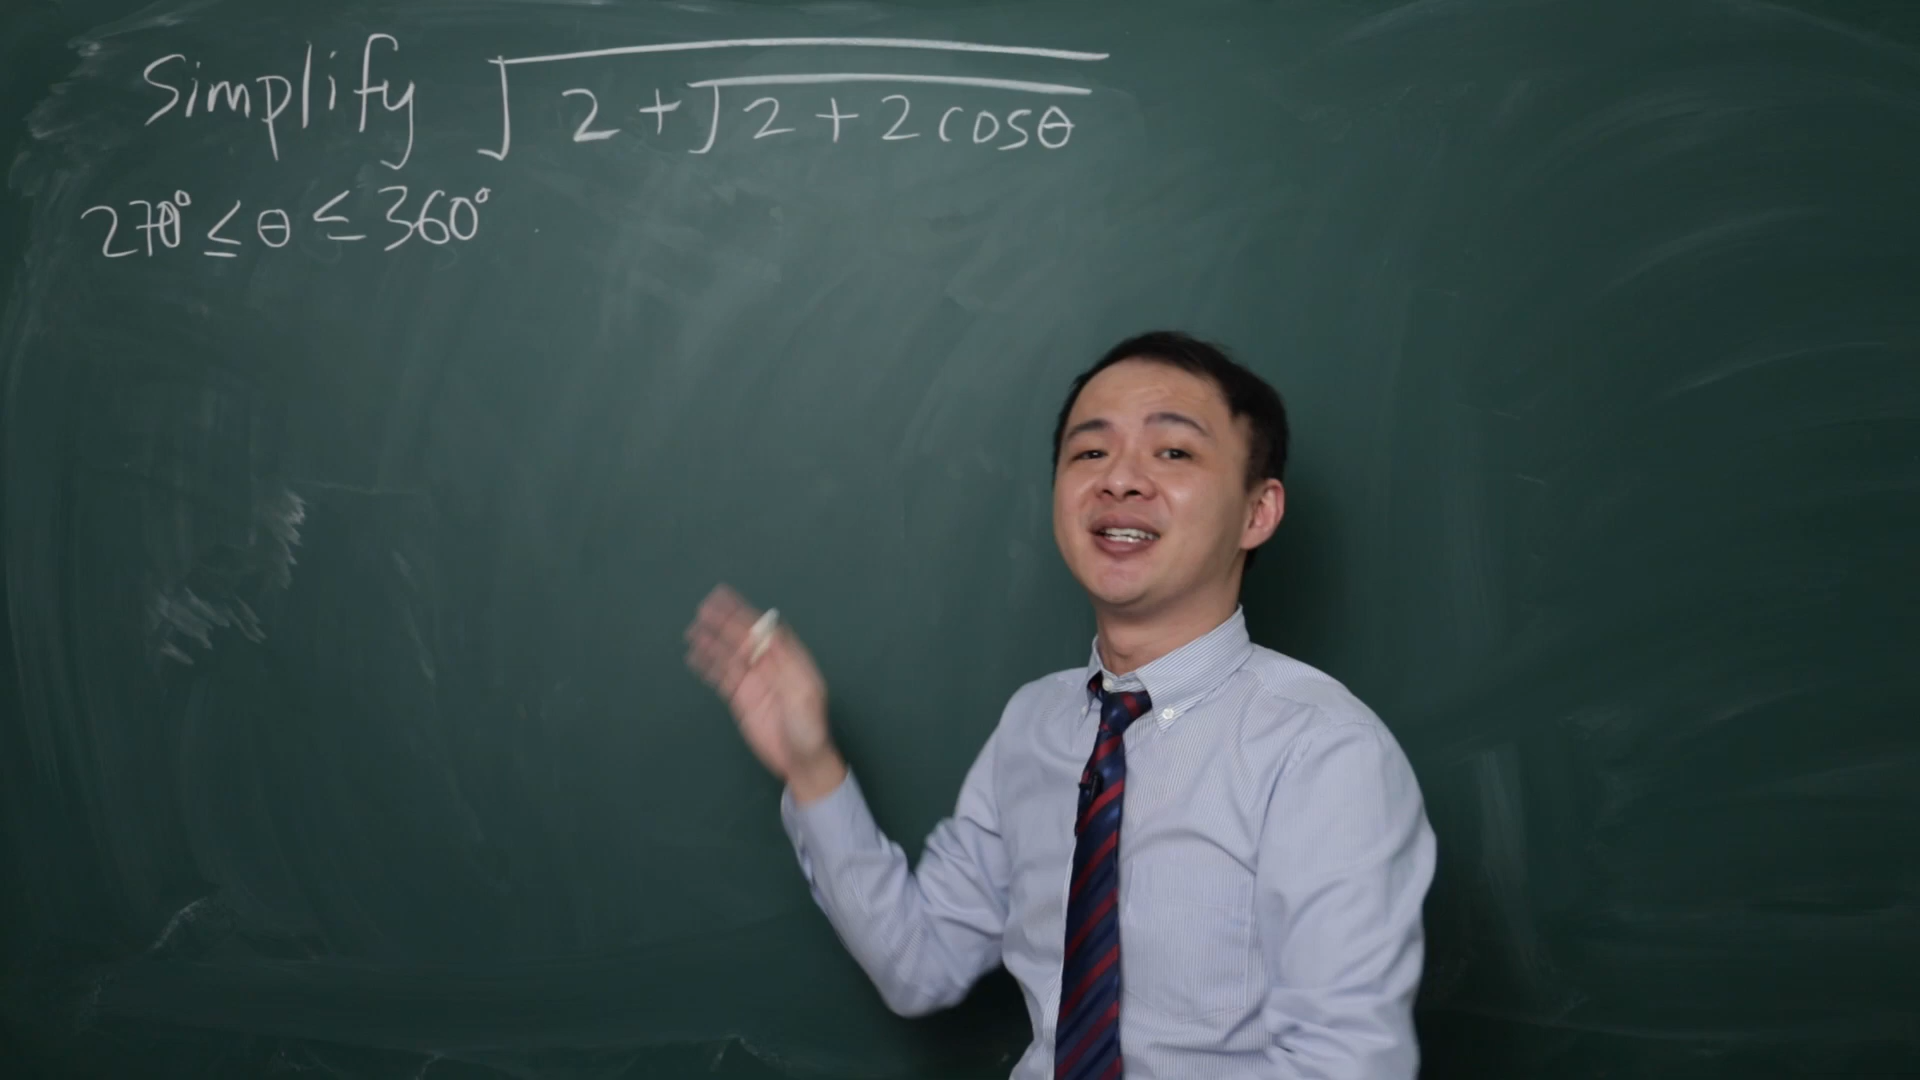 Simplify √(2+√(2+2cosθ))
270° ≤ θ ≤ 360°